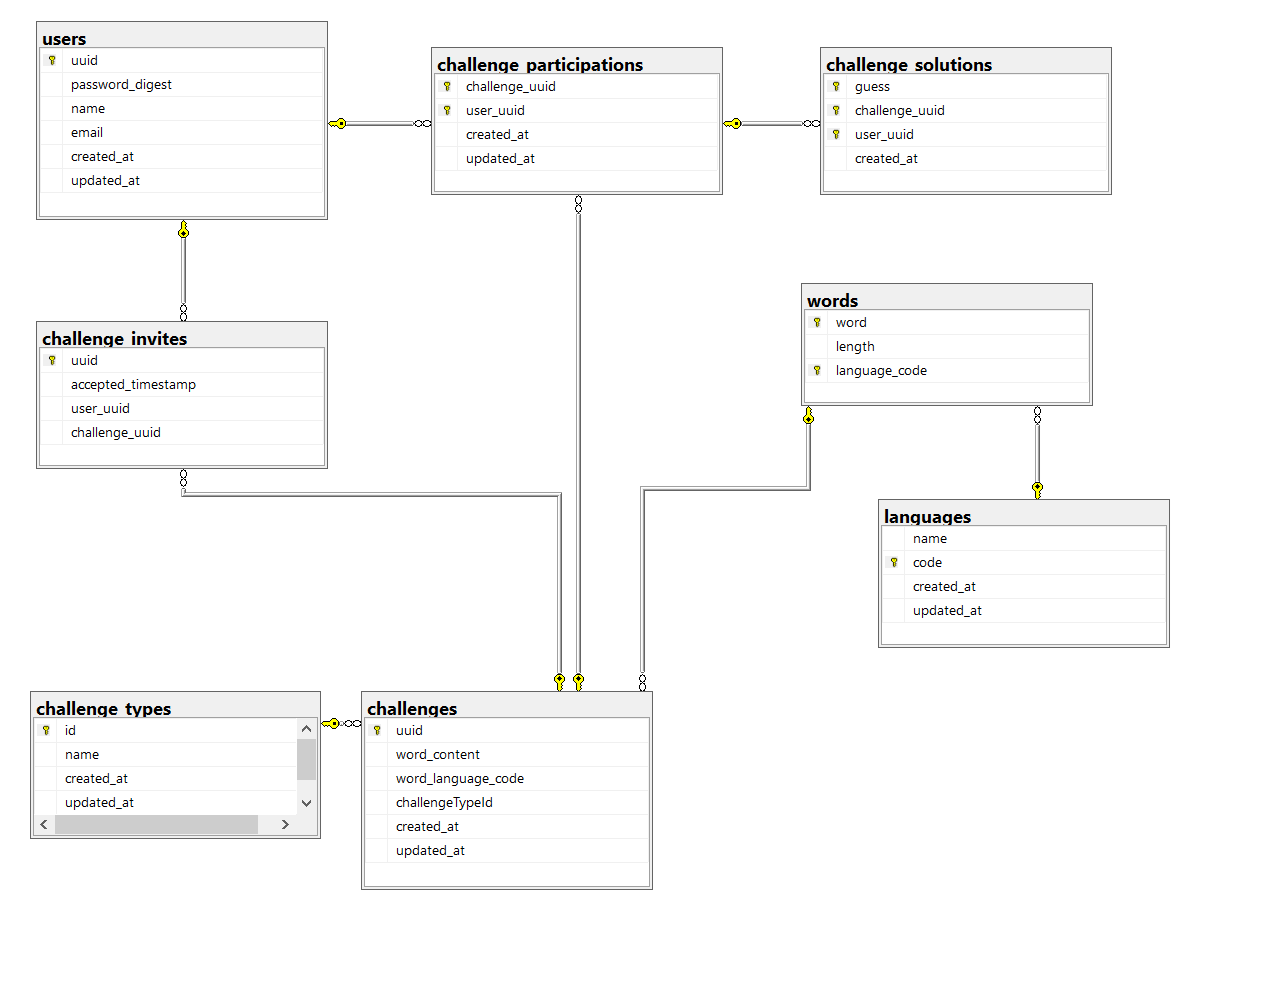 users
uuid
password_digest
name
email
created_at
updated_at
challenge_participations
challenge_uuid
user_uuid
created_at
updated_at
challenge_solutions
guess
challenge_uuid
user_uuid
created_at
challenge_invites
uuid
accepted_timestamp
user_uuid
challenge_uuid
words
word
length
language_code
languages
name
code
created_at
updated_at
challenge_types
id
name
created_at
updated_at
challenges
uuid
word_content
word_language_code
challengeTypeId
created_at
updated_at